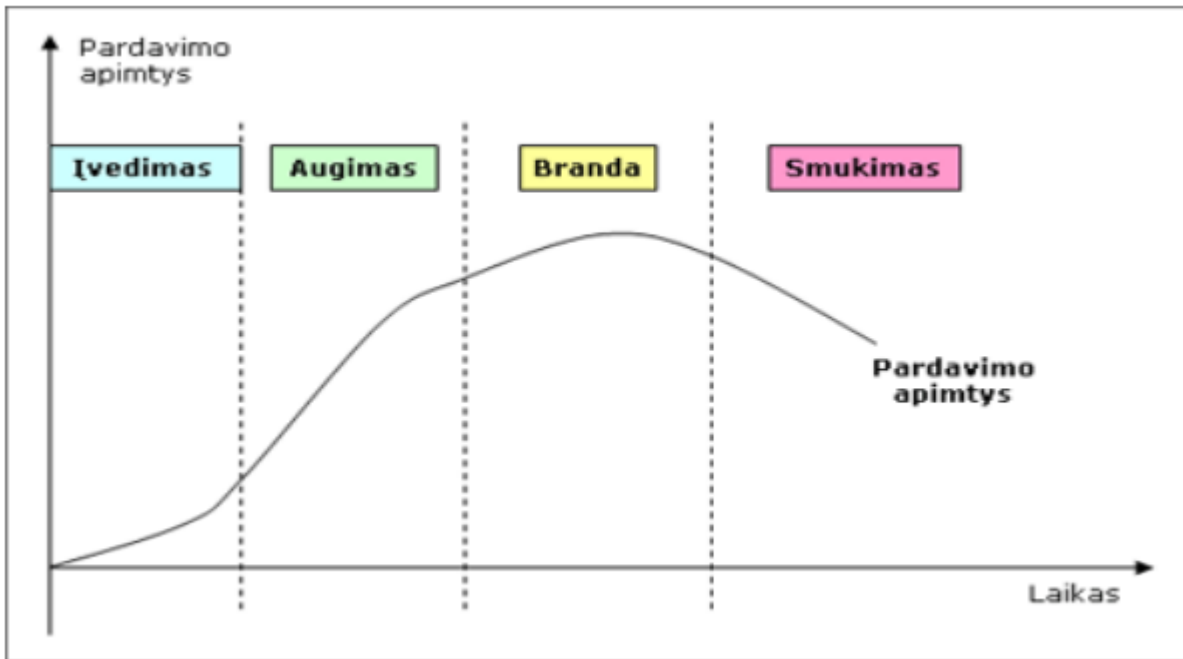 Pardavimo
apimtys
Įvedimas
Augimas
Branda
Smukimas
Pardavimo
apimtys
Laikas